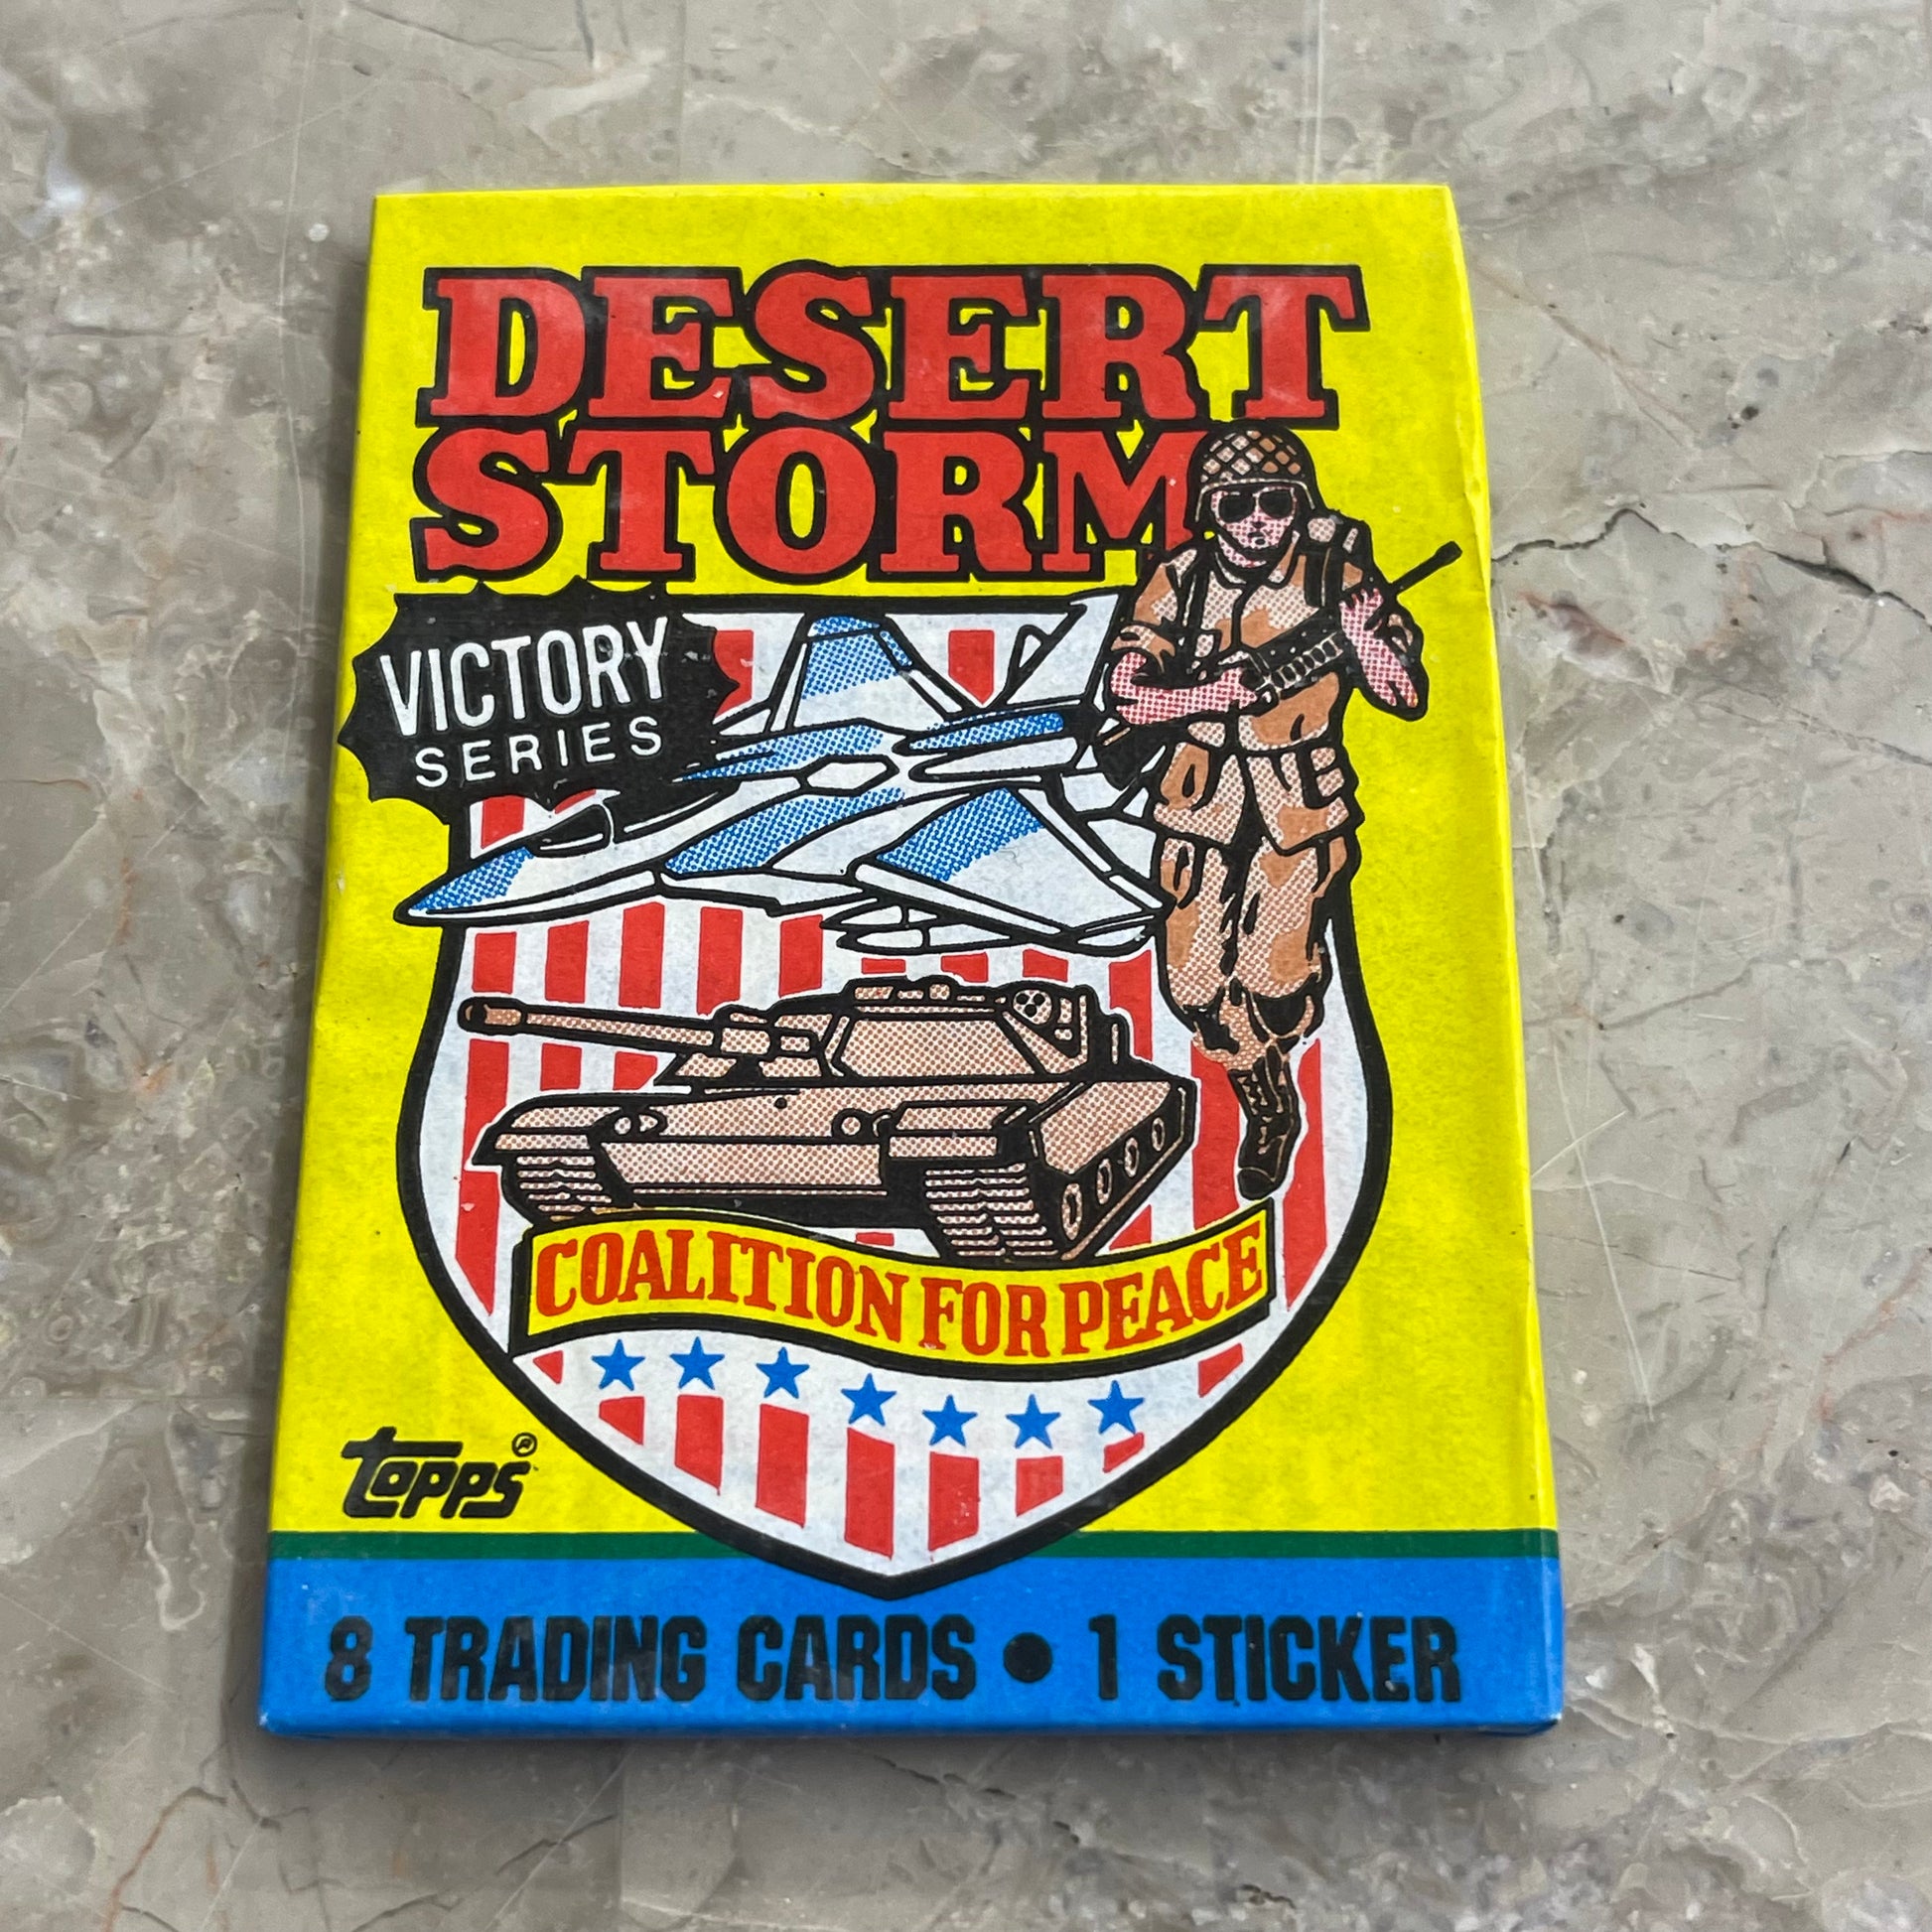 DESERT
STORM
VICTORY
SERIES
COALITION FOR PEACE
topps®
8 TRADING CARDS • 1 STICKER